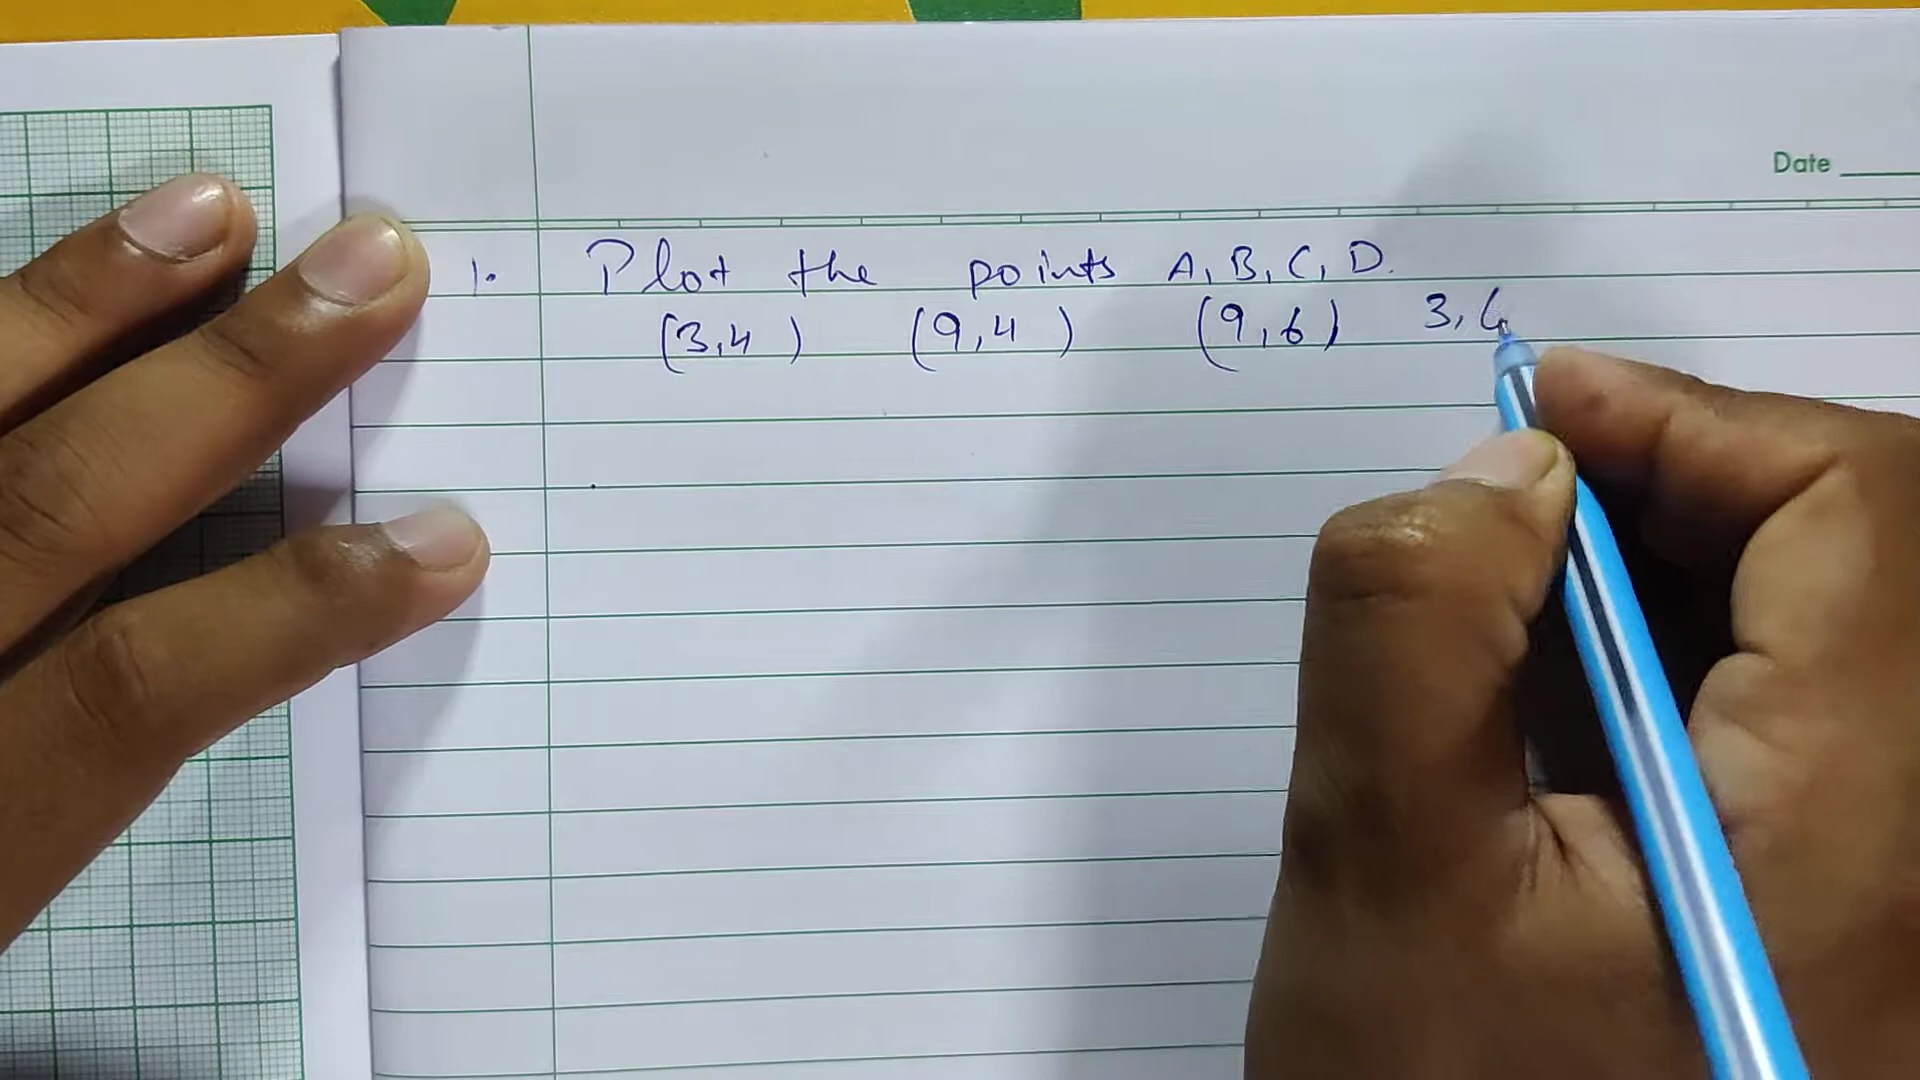 Date
1. Plot the points A, B, C, D.
(3,4) (9,4) (9,6) 3,6